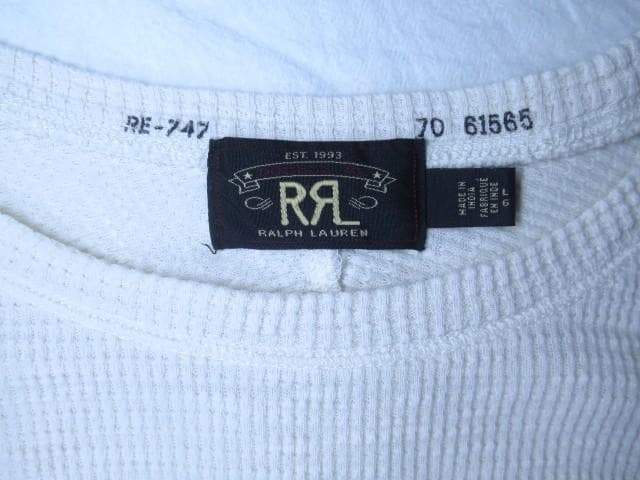 RE-747
70 61565
EST. 1993
RRL
RALPH LAUREN
MADE IN
INDIA
FABRIQUÉ
EN INDE
L
G